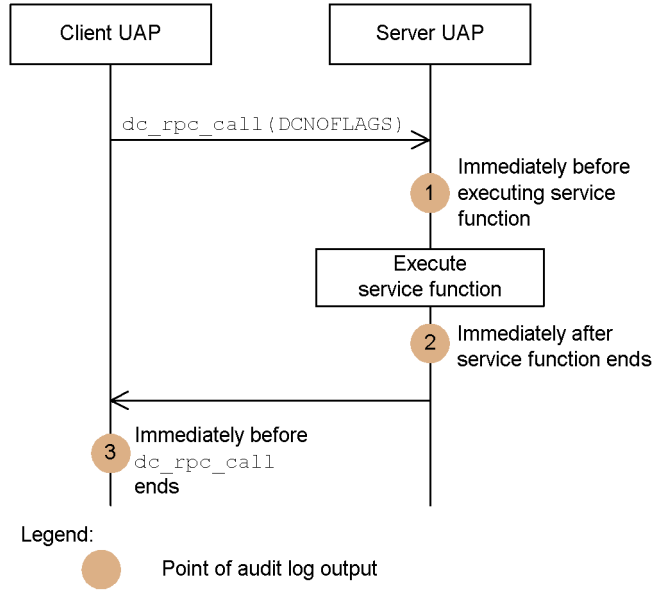 Client UAP
Server UAP
dc_rpc_call(DCNOFLAGS)
1
Immediately before
executing service
function
Execute
service function
2
Immediately after
service function ends
3
Immediately before
dc_rpc_call
ends
Legend:
Point of audit log output